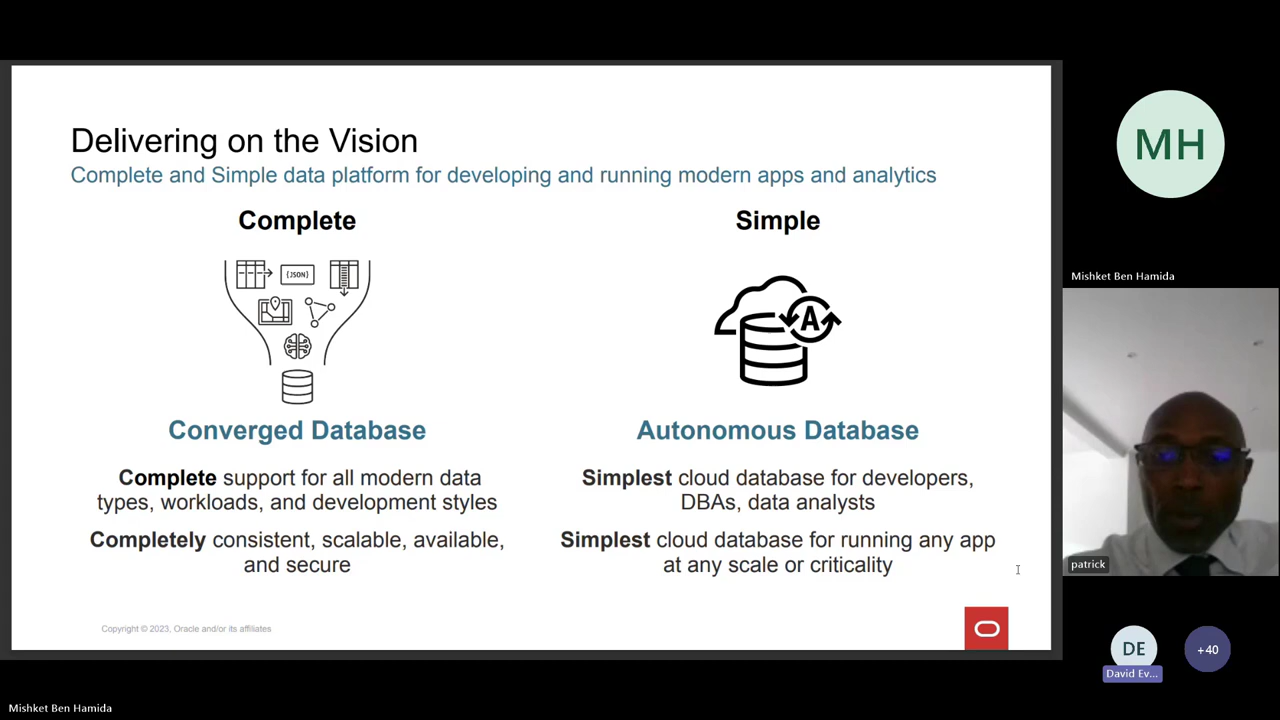 Delivering on the Vision
Complete and Simple data platform for developing and running modern apps and analytics
Complete
{JSON}
Converged Database
Complete support for all modern data
types, workloads, and development styles
Completely consistent, scalable, available,
and secure
Simple
A
Autonomous Database
Simplest cloud database for developers,
DBAs, data analysts
Simplest cloud database for running any app
at any scale or criticality
Copyright © 2023, Oracle and/or its affiliates
MH
Mishket Ben Hamida
patrick
DE
David Ev...
+40
Mishket Ben Hamida